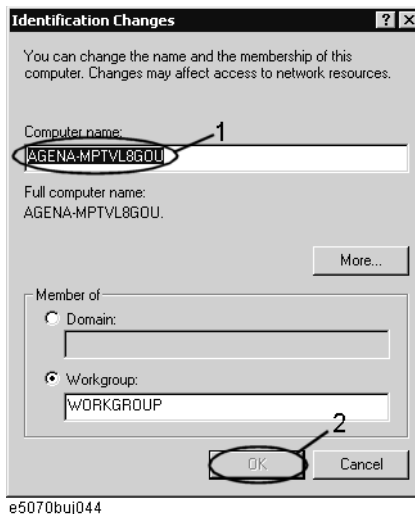 Identification Changes
You can change the name and the membership of this
computer. Changes may affect access to network resources.
Computer name:
1
AGENA-MPTVL8GOU
Full computer name:
AGENA-MPTVL8GOU.
More...
Member of
Domain:
Workgroup:
WORKGROUP
2
OK Cancel
e5070buj044